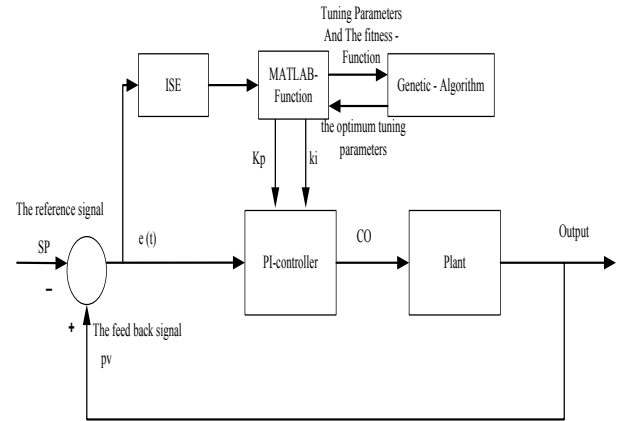 Tuning Parameters
And The fitness -
Function
ISE
MATLAB-
Function
Genetic - Algorithm
the optimum tuning
parameters
Kp
ki
The reference signal
SP
e (t)
PI-controller
CO
Plant
Output
–
+
The feed back signal
pv